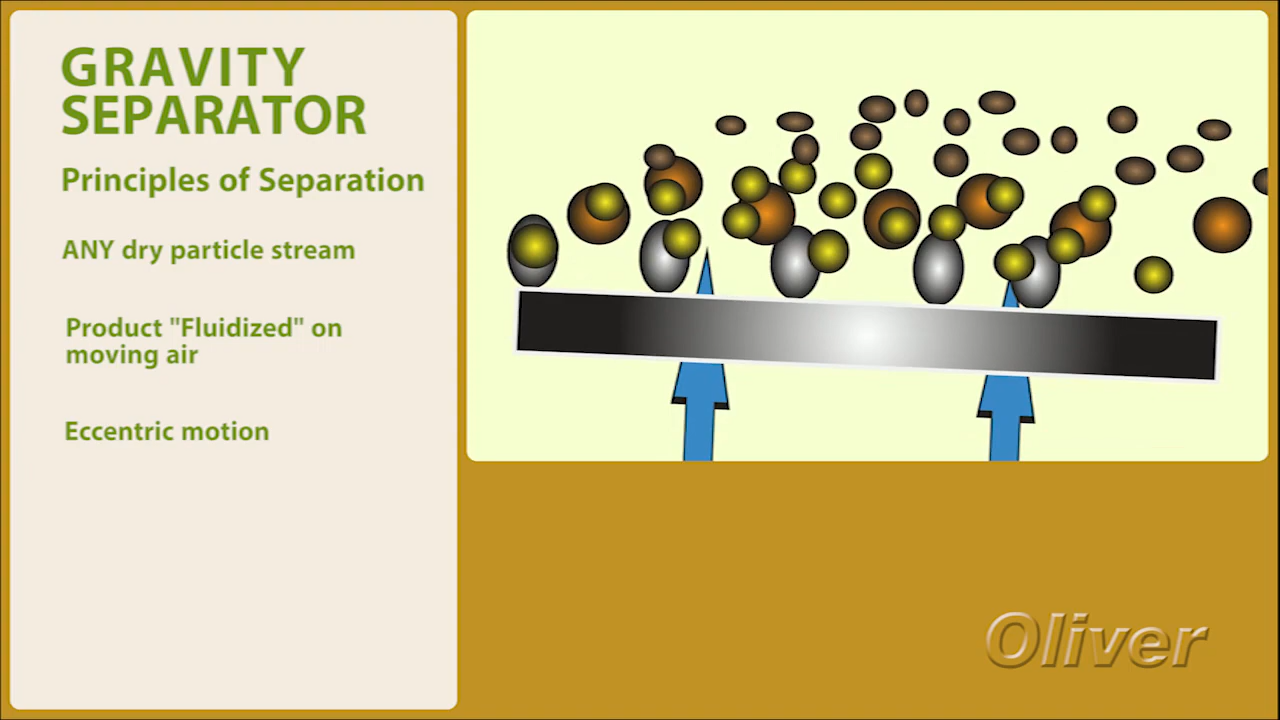 GRAVITY
SEPARATOR
Principles of Separation
ANY dry particle stream
Product "Fluidized" on
moving air
Eccentric motion
Oliver